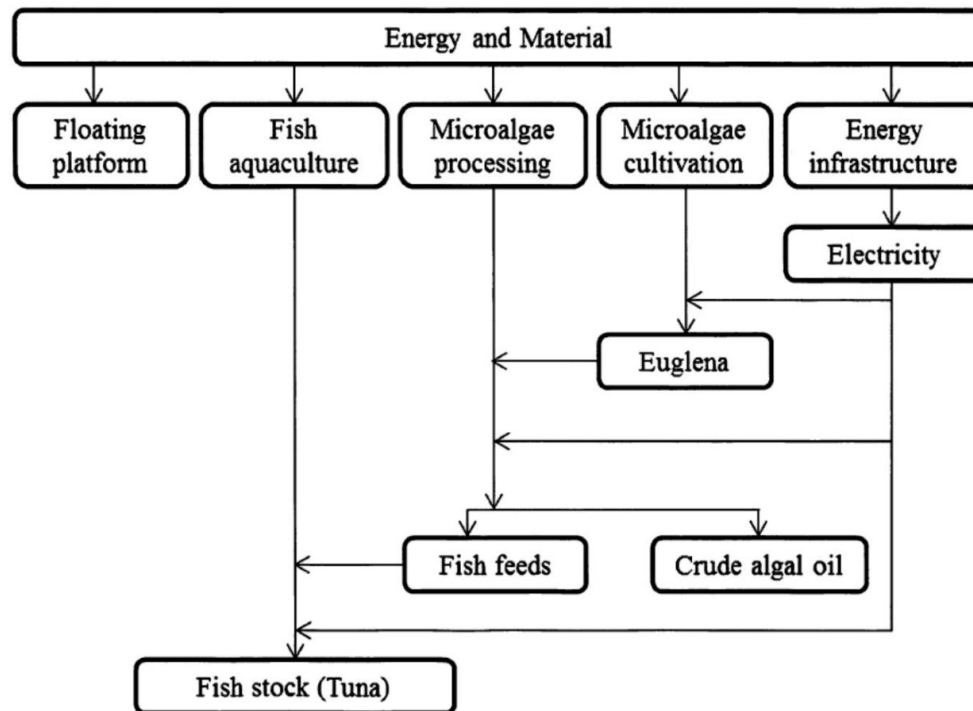 Energy and Material
Floating
platform
Fish
aquaculture
Microalgae
processing
Microalgae
cultivation
Energy
infrastructure
Electricity
Euglena
Fish feeds
Crude algal oil
Fish stock (Tuna)